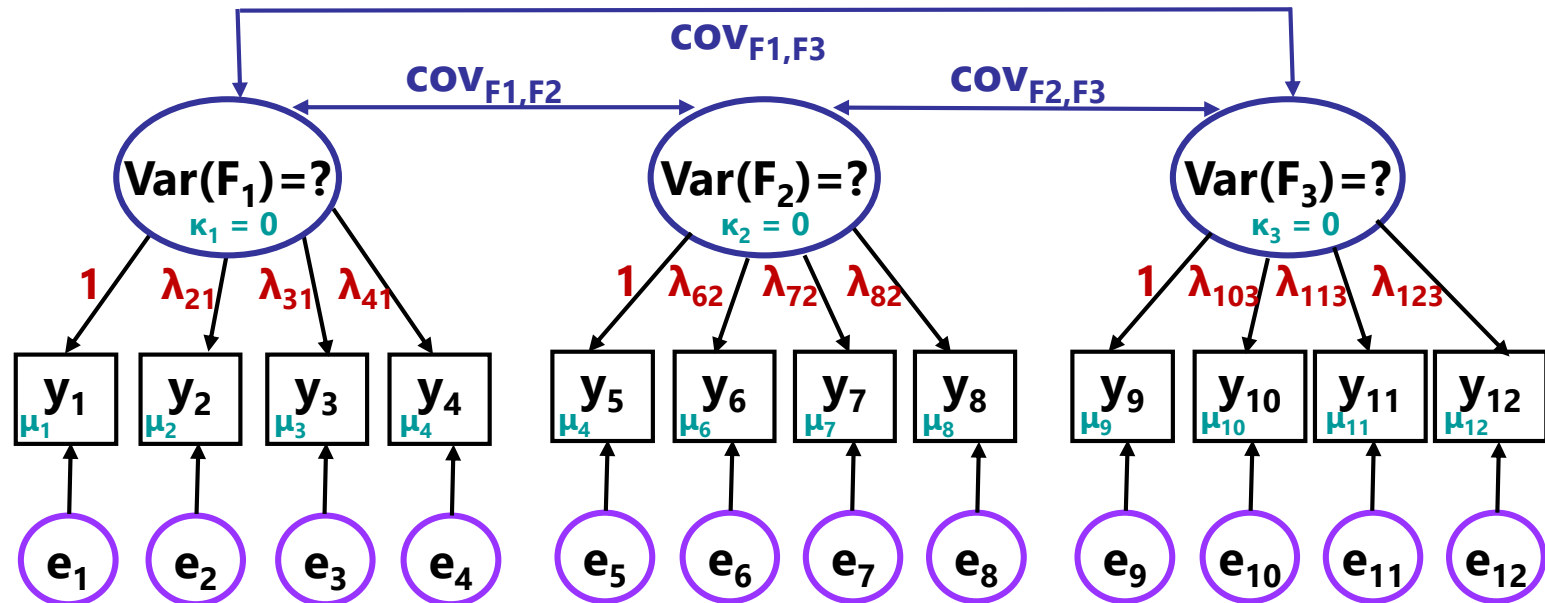 cov_F1,F3
cov_F1,F2 cov_F2,F3
Var(F₁)=? Var(F₂)=? Var(F₃)=?
κ₁ = 0 κ₂ = 0 κ₃ = 0
1 λ₂₁ λ₃₁ λ₄₁ 1 λ₆₂ λ₇₂ λ₈₂ 1 λ₁₀₃ λ₁₁₃ λ₁₂₃
y₁ y₂ y₃ y₄ y₅ y₆ y₇ y₈ y₉ y₁₀ y₁₁ y₁₂
μ₁ μ₂ μ₃ μ₄ μ₄ μ₆ μ₇ μ₈ μ₉ μ₁₀ μ₁₁ μ₁₂
e₁ e₂ e₃ e₄ e₅ e₆ e₇ e₈ e₉ e₁₀ e₁₁ e₁₂